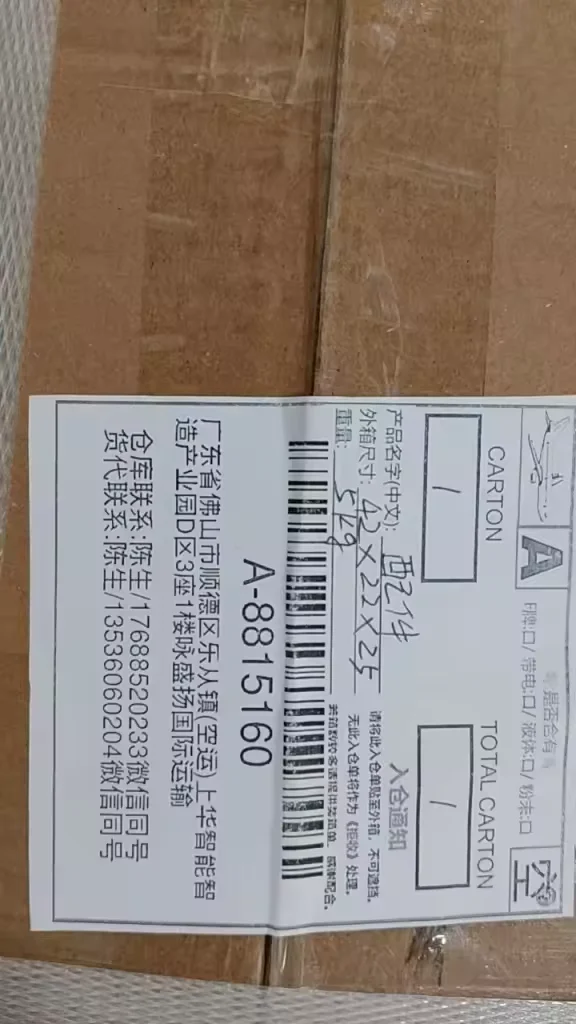 A
空
是否含有
牌:口/ 带电:口/ 液体:口/ 粉末:口
CARTON
TOTAL CARTON
1
1
产品名字(中文): 配件
外箱尺寸: 42×22×25
重量: 5kg
入仓通知
请将此入仓单贴至外箱，不可遮挡。
无此入仓单将作为《拒收》处理。
A-8815160
广东省佛山市顺德区乐从镇(空运)上华智能智
造产业园D区3座1楼咏盛扬国际运输
仓库联系:陈生/17688520233微信同号
货代联系:陈生/13536060204微信同号